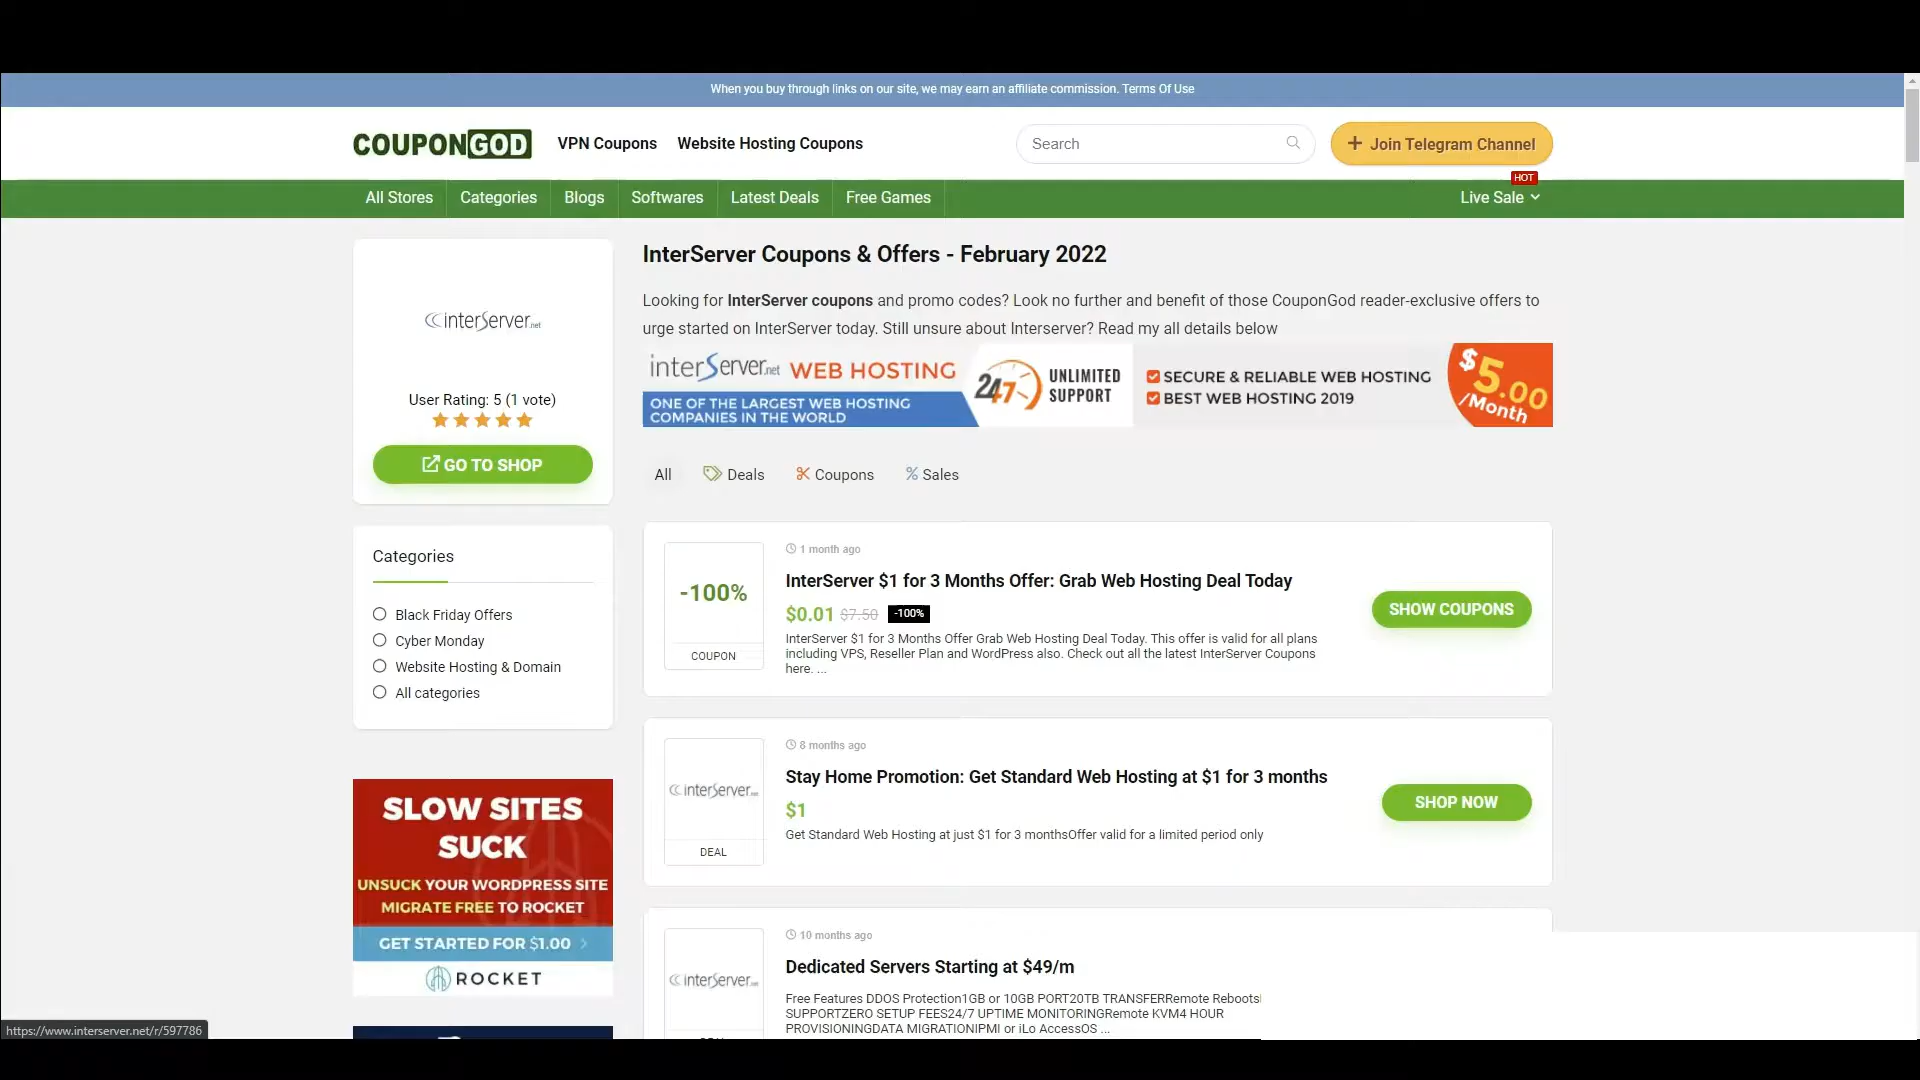 When you buy through links on our site, we may earn an affiliate commission. Terms Of Use
COUPONGOD
VPN Coupons
Website Hosting Coupons
Search
Join Telegram Channel
All Stores
Categories
Blogs
Softwares
Latest Deals
Free Games
HOT
Live Sale
interServer.net
User Rating: 5 (1 vote)
GO TO SHOP
Categories
Black Friday Offers
Cyber Monday
Website Hosting & Domain
All categories
SLOW SITES
SUCK
UNSUCK YOUR WORDPRESS SITE
MIGRATE FREE TO ROCKET
GET STARTED FOR $1.00
ROCKET
InterServer Coupons & Offers - February 2022
Looking for InterServer coupons and promo codes? Look no further and benefit of those CouponGod reader-exclusive offers to
urge started on InterServer today. Still unsure about Interserver? Read my all details below
interServer.net WEB HOSTING
ONE OF THE LARGEST WEB HOSTING
COMPANIES IN THE WORLD
24/7
UNLIMITED
SUPPORT
SECURE & RELIABLE WEB HOSTING
BEST WEB HOSTING 2019
$5.00
/Month
All
Deals
Coupons
Sales
-100%
COUPON
1 month ago
InterServer $1 for 3 Months Offer: Grab Web Hosting Deal Today
$0.01 $7.50 -100%
InterServer $1 for 3 Months Offer Grab Web Hosting Deal Today. This offer is valid for all plans
including VPS, Reseller Plan and WordPress also. Check out all the latest InterServer Coupons
here. ...
SHOW COUPONS
interServer.net
DEAL
8 months ago
Stay Home Promotion: Get Standard Web Hosting at $1 for 3 months
$1
Get Standard Web Hosting at just $1 for 3 monthsOffer valid for a limited period only
SHOP NOW
interServer.net
10 months ago
Dedicated Servers Starting at $49/m
Free Features DDOS Protection1GB or 10GB PORT20TB TRANSFERRemote Reboots
SUPPORTZERO SETUP FEES24/7 UPTIME MONITORINGRemote KVM4 HOUR
PROVISIONINGDATA MIGRATIONIPMI or iLo AccessOS ...
https://www.interserver.net/r/597786